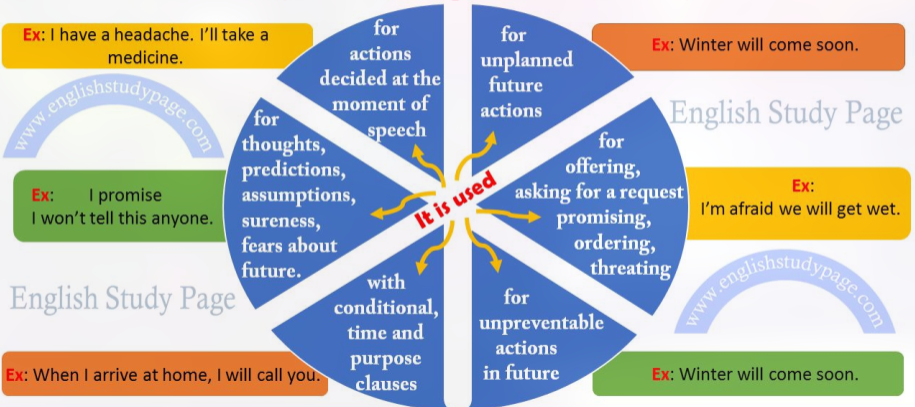 Ex: I have a headache. I'll take a
medicine.
for
actions
decided at the
moment of
speech
for
unplanned
future
actions
Ex: Winter will come soon.
www.englishstudypage.com
English Study Page
for
thoughts,
predictions,
assumptions,
sureness,
fears about
future.
for
offering,
asking for a request
promising,
ordering,
threating
It is used
Ex: I promise
I won't tell this anyone.
Ex:
I'm afraid we will get wet.
English Study Page
www.englishstudypage.com
with
conditional,
time and
purpose
clauses
for
unpreventable
actions
in future
Ex: When I arrive at home, I will call you.
Ex: Winter will come soon.